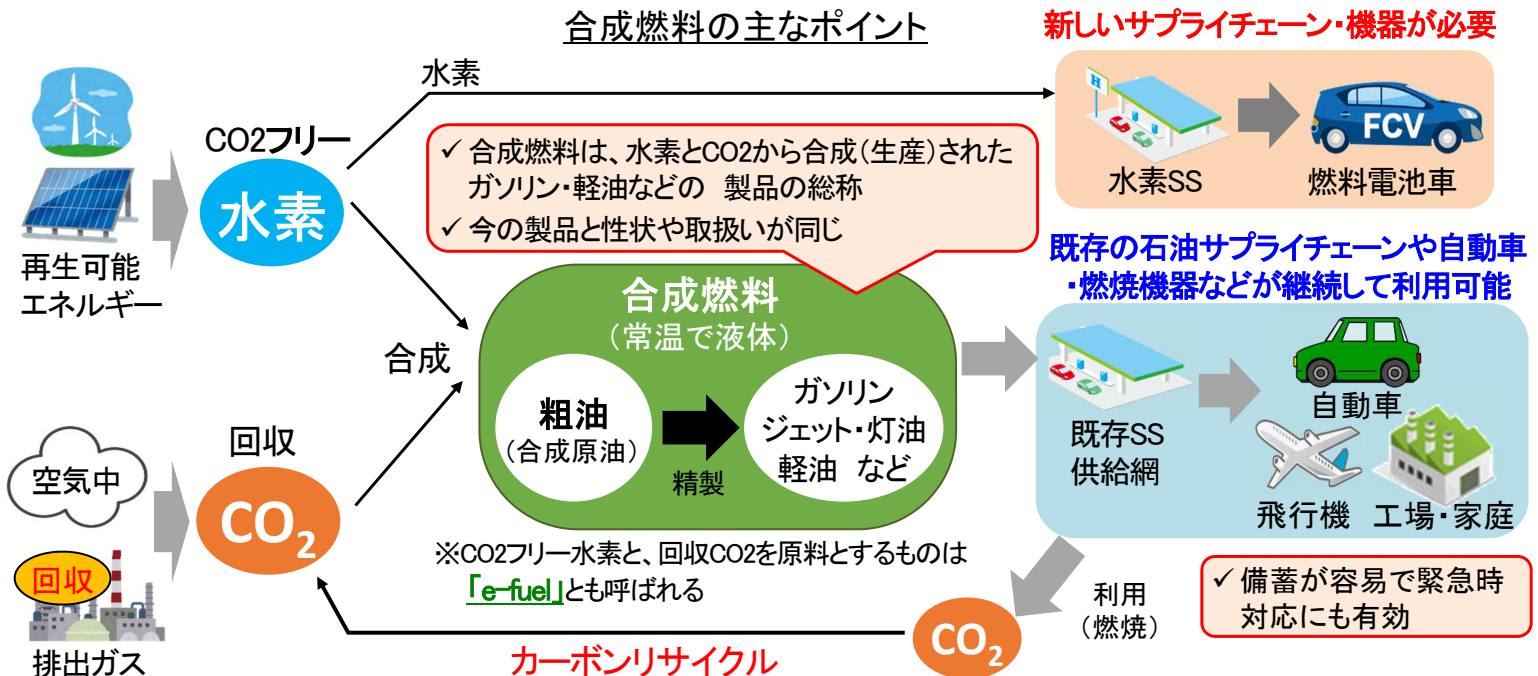 合成燃料の主なポイント
新しいサプライチェーン・機器が必要
水素
H
FCV
水素SS
燃料電池車
CO2フリー
水素
再生可能
エネルギー
✓ 合成燃料は、水素とCO2から合成(生産)された
ガソリン・軽油などの 製品の総称
✓ 今の製品と性状や取扱いが同じ
既存の石油サプライチェーンや自動車
・燃焼機器などが継続して利用可能
合成燃料
(常温で液体)
合成
粗油
(合成原油)
精製
ガソリン
ジェット・灯油
軽油 など
既存SS
供給網
自動車
飛行機
工場・家庭
空気中
回収
CO2
回収
排出ガス
※CO2フリー水素と、回収CO2を原料とするものは
「e-fuel」とも呼ばれる
利用
(燃焼)
CO2
✓ 備蓄が容易で緊急時
対応にも有効
カーボンリサイクル